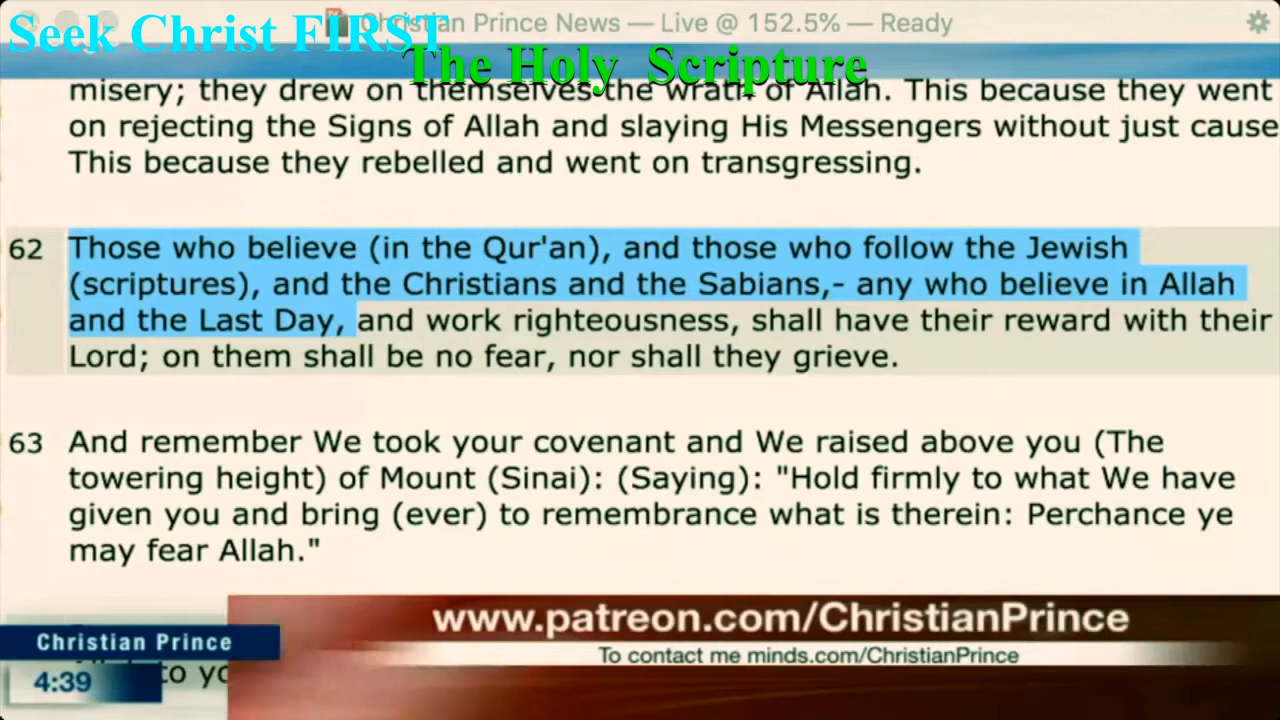 Christian Prince News — Live @ 152.5% — Ready
Seek Christ FIRST
The Holy Scripture
misery; they drew on themselves the wrath of Allah. This because they went
on rejecting the Signs of Allah and slaying His Messengers without just cause
This because they rebelled and went on transgressing.
62 Those who believe (in the Qur'an), and those who follow the Jewish
(scriptures), and the Christians and the Sabians,- any who believe in Allah
and the Last Day, and work righteousness, shall have their reward with their
Lord; on them shall be no fear, nor shall they grieve.
63 And remember We took your covenant and We raised above you (The
towering height) of Mount (Sinai): (Saying): "Hold firmly to what We have
given you and bring (ever) to remembrance what is therein: Perchance ye
may fear Allah."
www.patreon.com/ChristianPrince
Christian Prince
To contact me minds.com/ChristianPrince
4:39
to